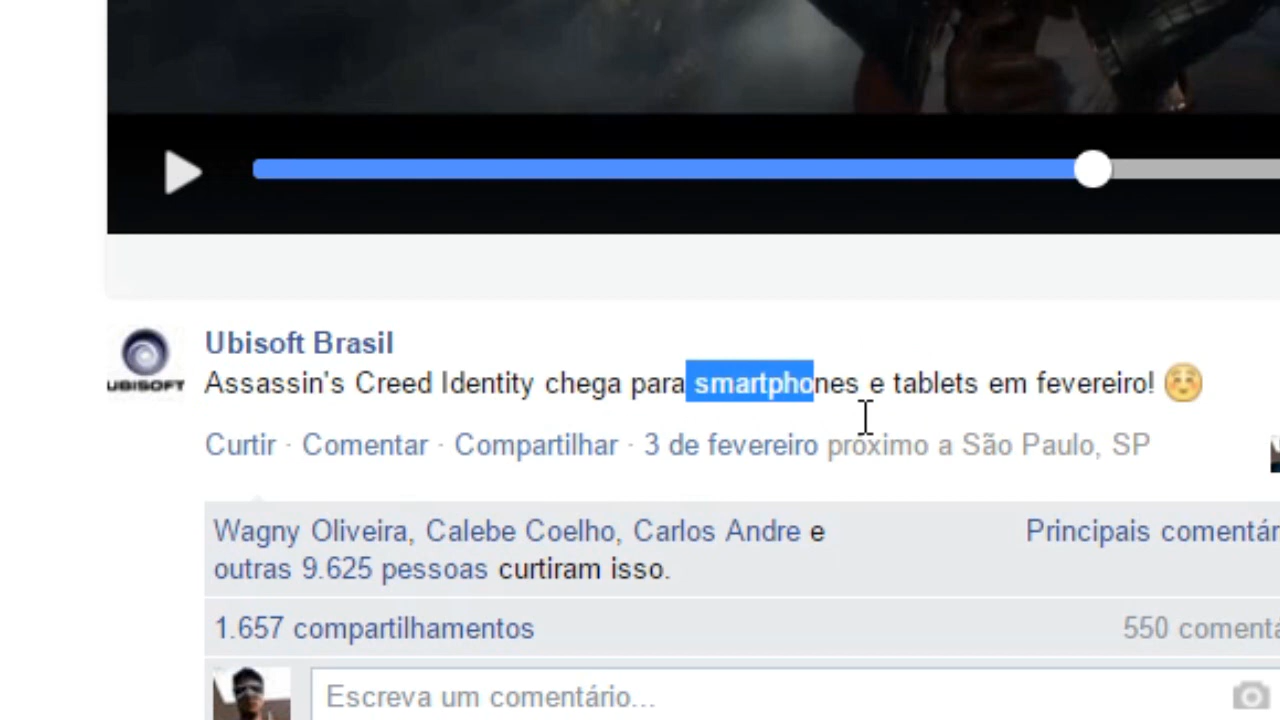 Ubisoft Brasil
UBISOFT
Assassin's Creed Identity chega para smartphones e tablets em fevereiro!
Curtir · Comentar · Compartilhar · 3 de fevereiro próximo a São Paulo, SP
Wagny Oliveira, Calebe Coelho, Carlos Andre e
outras 9.625 pessoas curtiram isso.
Principais comentár
1.657 compartilhamentos
550 coment
Escreva um comentário...